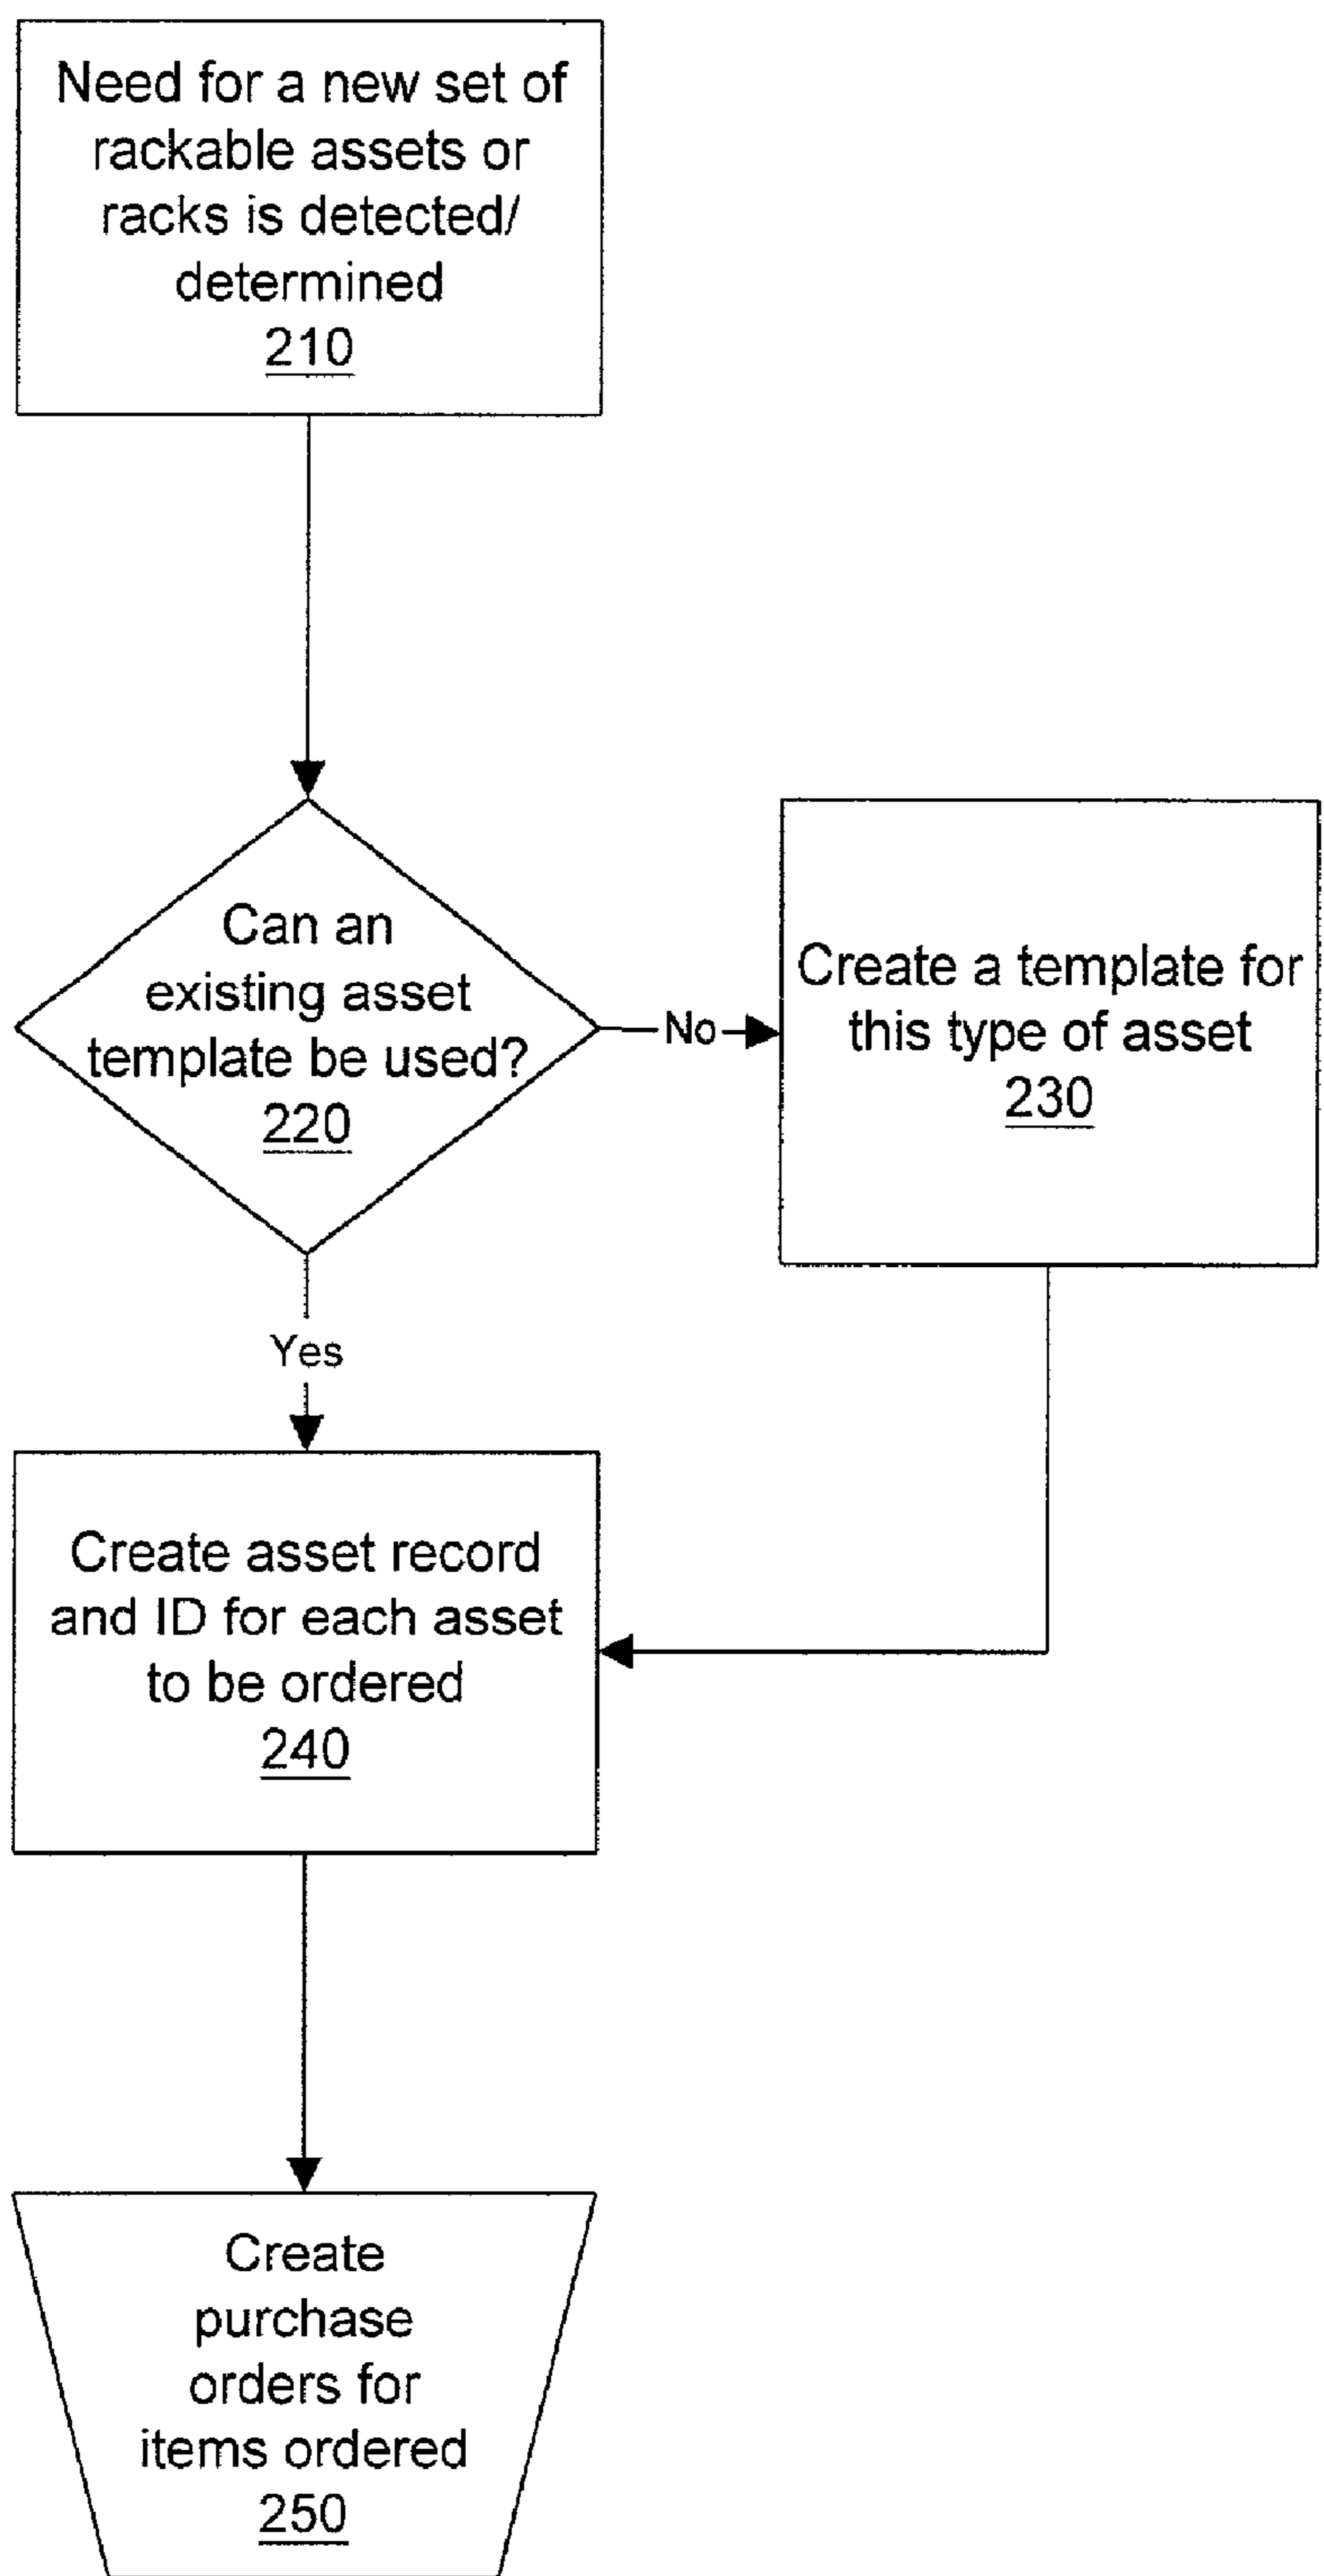 Need for a new set of
rackable assets or
racks is detected/
determined
210
Can an
existing asset
template be used?
220
No
Create a template for
this type of asset
230
Yes
Create asset record
and ID for each asset
to be ordered
240
Create
purchase
orders for
items ordered
250